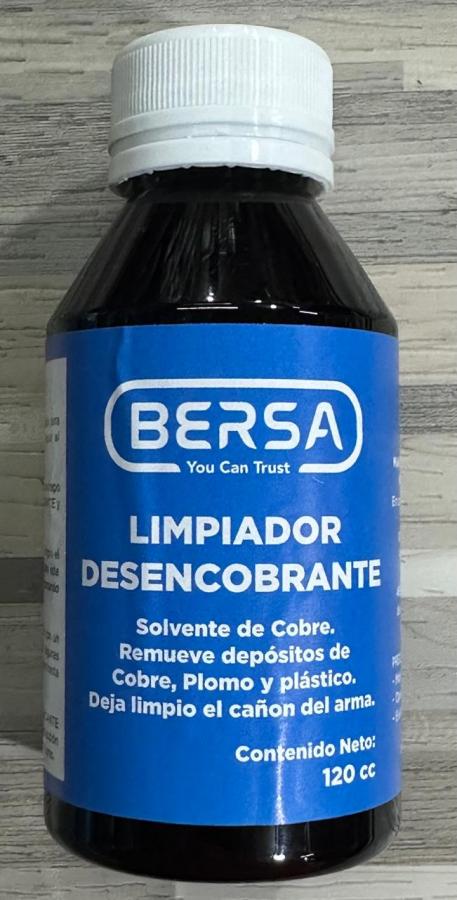 BERSA
You Can Trust
LIMPIADOR
DESENCOBRANTE
Solvente de Cobre.
Remueve depósitos de
Cobre, Plomo y plástico.
Deja limpio el cañon del arma.
Contenido Neto:
120 cc